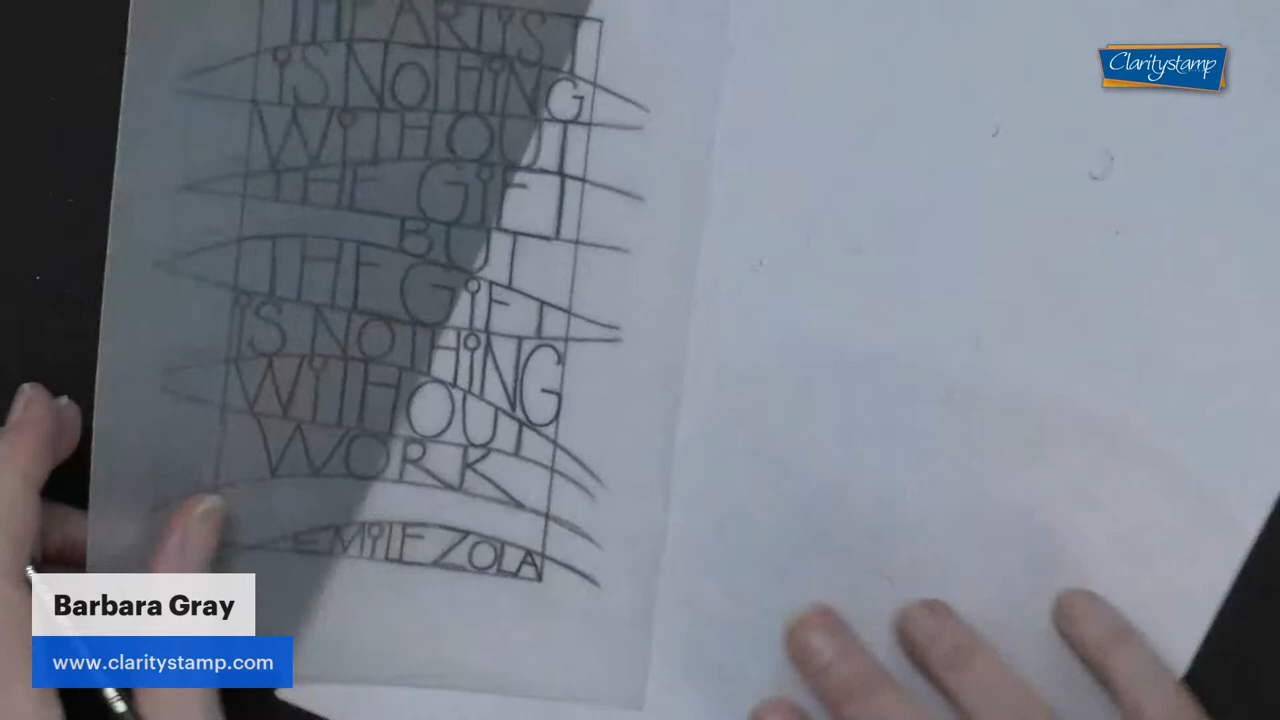 THE ARTIST
IS NOTHING
WITHOUT
THE GIFT
BUT
THE GIFT
IS NOTHING
WITHOUT
WORK
EMILE ZOLA
Claritystamp
Barbara Gray
www.claritystamp.com